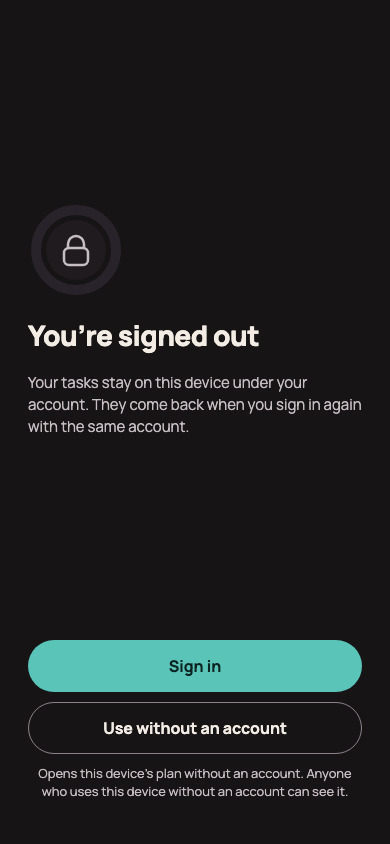 You're signed out
Your tasks stay on this device under your
account. They come back when you sign in again
with the same account.
Sign in
Use without an account
Opens this device's plan without an account. Anyone
who uses this device without an account can see it.